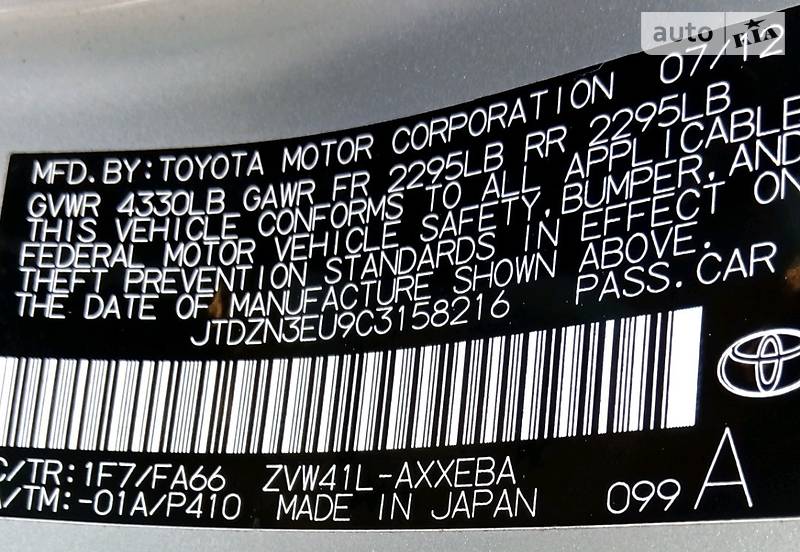 auto RIA
MFD. BY: TOYOTA MOTOR CORPORATION 07/12
GVWR 4330LB GAWR FR 2295LB RR 2295LB
THIS VEHICLE CONFORMS TO ALL APPLICABLE
FEDERAL MOTOR VEHICLE SAFETY, BUMPER, AND
THEFT PREVENTION STANDARDS IN EFFECT ON
THE DATE OF MANUFACTURE SHOWN ABOVE.
JTDZN3EU9C3158216 PASS. CAR
C/TR: 1F7/FA66 ZVW41L-AXXEBA
A/TM: -01A/P410 MADE IN JAPAN 099 A